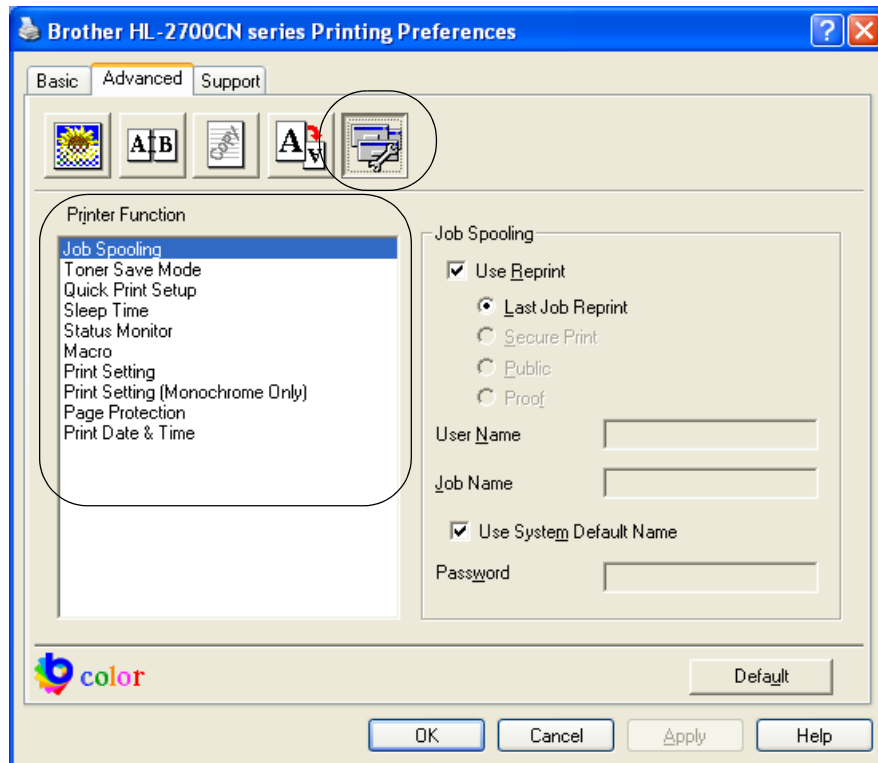 Brother HL-2700CN series Printing Preferences
Basic Advanced Support
A B
copy
A A
Printer Function
Job Spooling
Toner Save Mode
Quick Print Setup
Sleep Time
Status Monitor
Macro
Print Setting
Print Setting (Monochrome Only)
Page Protection
Print Date & Time
Job Spooling
Use Reprint
Last Job Reprint
Secure Print
Public
Proof
User Name
Job Name
Use System Default Name
Password
color
Default
OK Cancel Apply Help